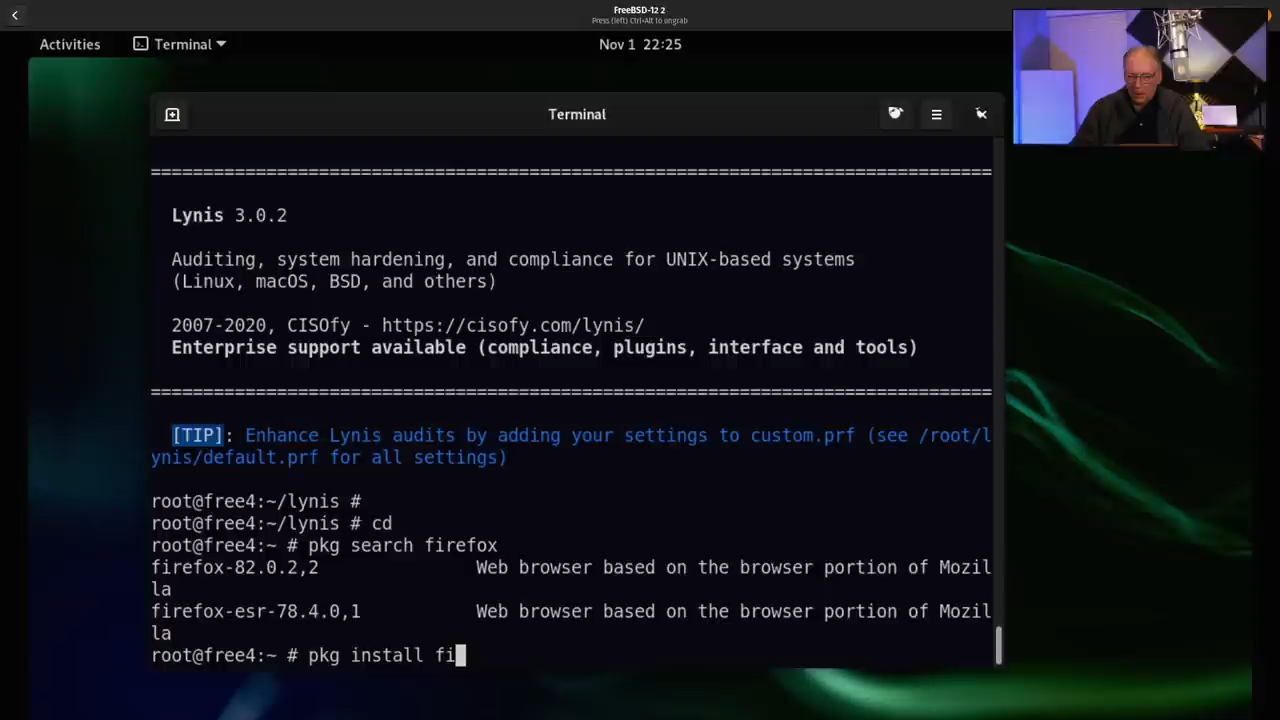 FreeBSD-12 2
Press (left) Ctrl+Alt to ungrab
Activities
Terminal
Nov 1 22:25
Terminal
================================================================================
Lynis 3.0.2
Auditing, system hardening, and compliance for UNIX-based systems
(Linux, macOS, BSD, and others)
2007-2020, CISOfy - https://cisofy.com/lynis/
Enterprise support available (compliance, plugins, interface and tools)
================================================================================
[TIP]: Enhance Lynis audits by adding your settings to custom.prf (see /root/l
ynis/default.prf for all settings)
root@free4:~/lynis #
root@free4:~/lynis # cd
root@free4:~ # pkg search firefox
firefox-82.0.2,2 Web browser based on the browser portion of Mozil
la
firefox-esr-78.4.0,1 Web browser based on the browser portion of Mozil
la
root@free4:~ # pkg install fi